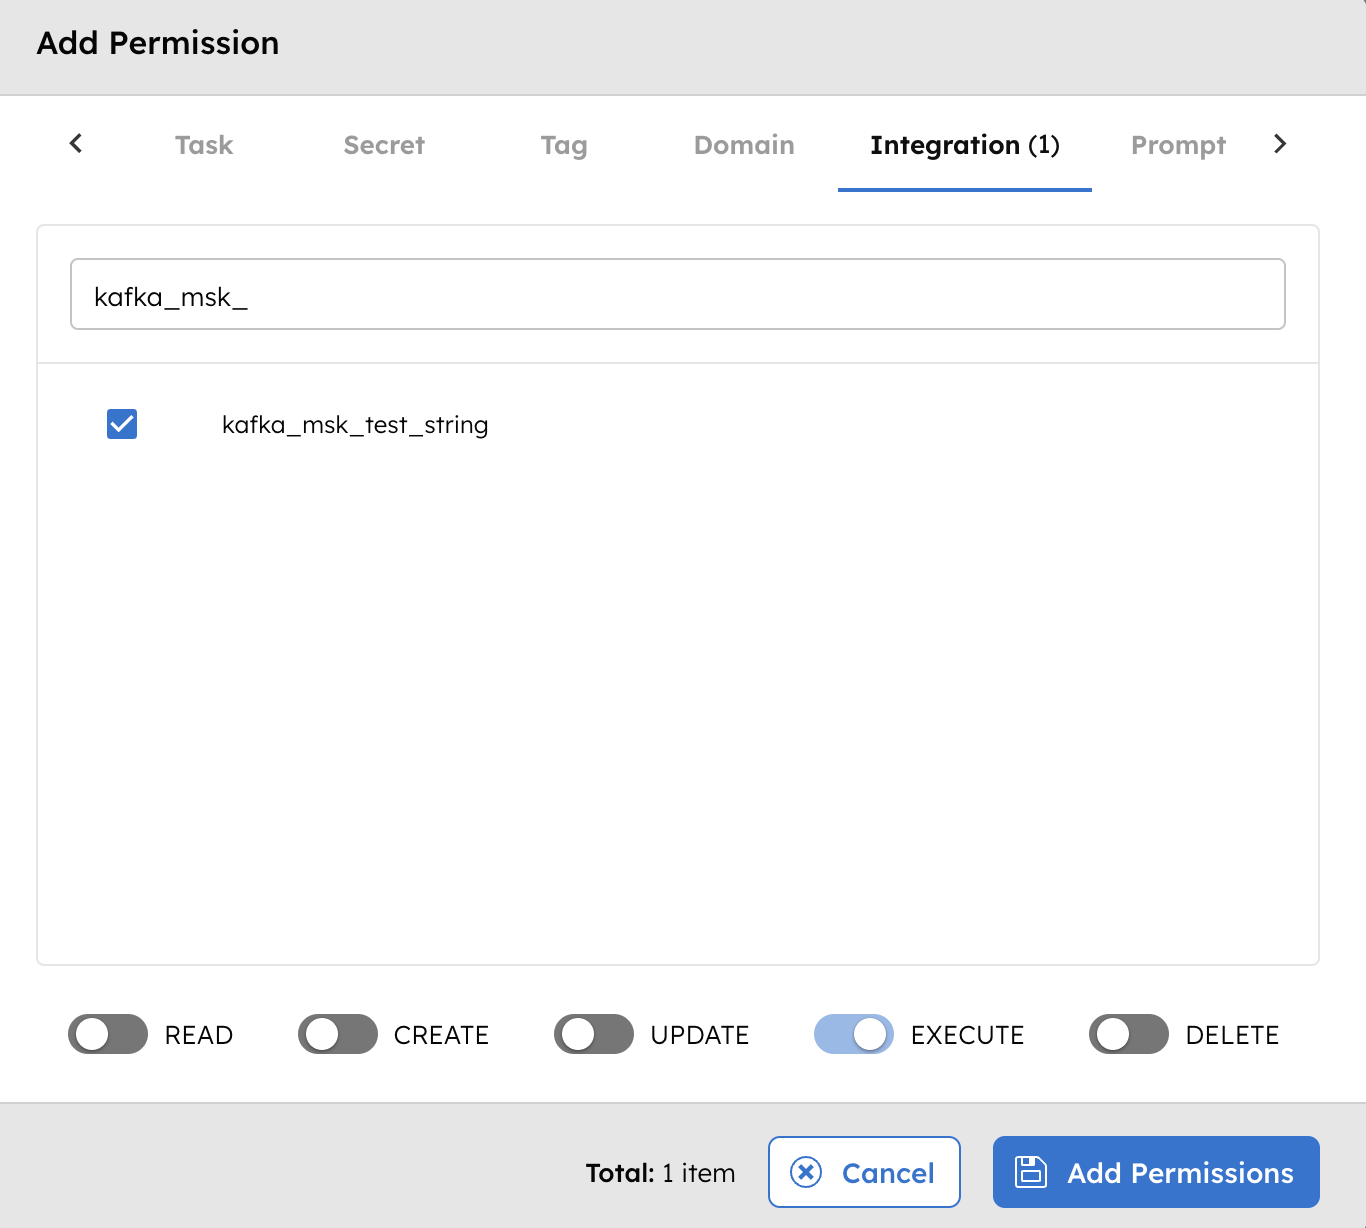 Add Permission
Task Secret Tag Domain Integration (1) Prompt
kafka_msk_
kafka_msk_test_string
READ CREATE UPDATE EXECUTE DELETE
Total: 1 item Cancel Add Permissions